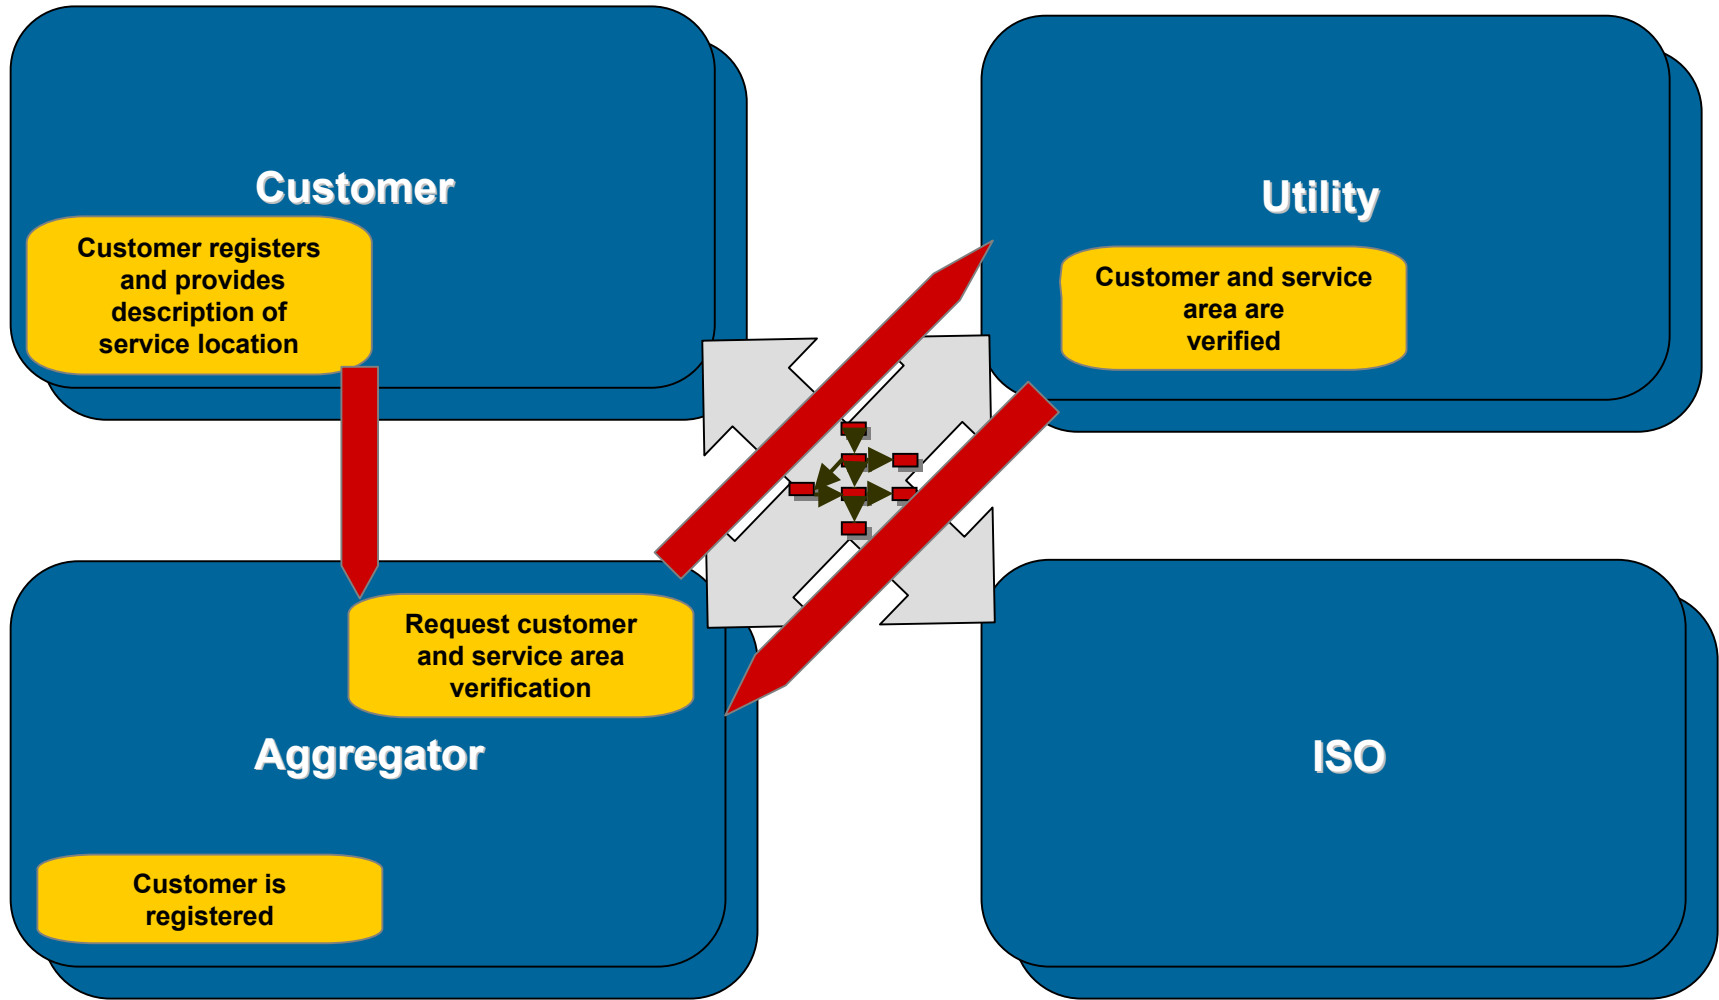 Customer
Customer registers
and provides
description of
service location
Utility
Customer and service
area are
verified
Request customer
and service area
verification
Aggregator
Customer is
registered
ISO